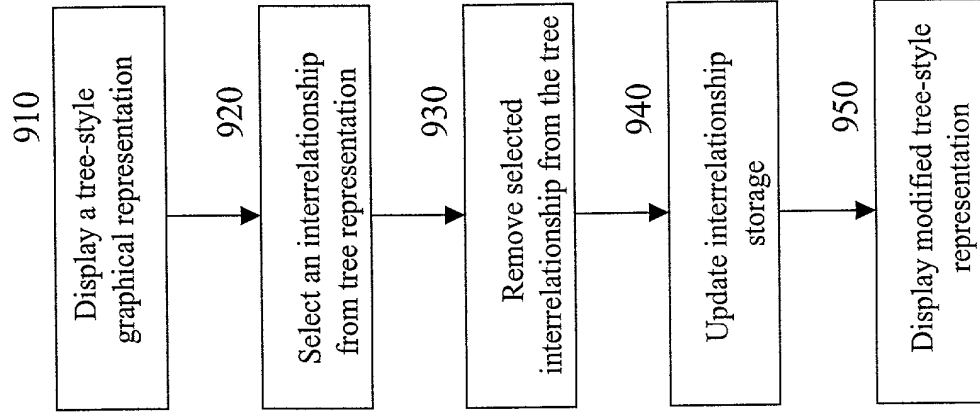 910
Display a tree-style
graphical representation
920
Select an interrelationship
from tree representation
930
Remove selected
interrelationship from the tree
940
Update interrelationship
storage
950
Display modified tree-style
representation